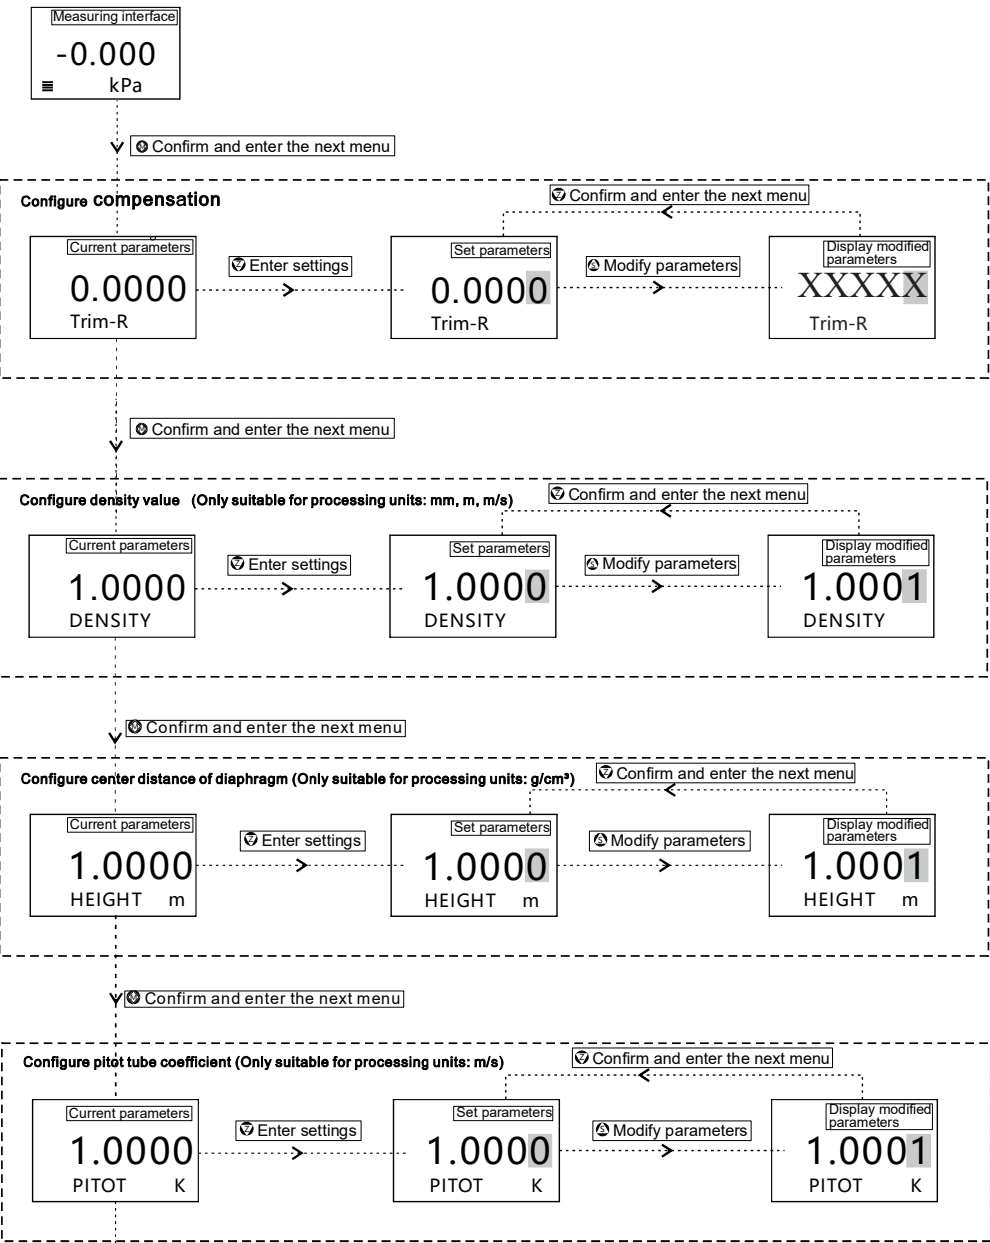 Measuring interface
-0.000
kPa
Ⓜ Confirm and enter the next menu
Configure compensation
Ⓩ Confirm and enter the next menu
Current parameters
0.0000
Trim-R
Ⓩ Enter settings
Set parameters
0.0000
Trim-R
Ⓢ Modify parameters
Display modified
parameters
XXXXX
Trim-R
Ⓜ Confirm and enter the next menu
Configure density value (Only suitable for processing units: mm, m, m/s)
Ⓩ Confirm and enter the next menu
Current parameters
1.0000
DENSITY
Ⓩ Enter settings
Set parameters
1.0000
DENSITY
Ⓢ Modify parameters
Display modified
parameters
1.0001
DENSITY
Ⓜ Confirm and enter the next menu
Configure center distance of diaphragm (Only suitable for processing units: g/cm³)
Ⓩ Confirm and enter the next menu
Current parameters
1.0000
HEIGHT m
Ⓩ Enter settings
Set parameters
1.0000
HEIGHT m
Ⓢ Modify parameters
Display modified
parameters
1.0001
HEIGHT m
Ⓜ Confirm and enter the next menu
Configure pitot tube coefficient (Only suitable for processing units: m/s)
Ⓩ Confirm and enter the next menu
Current parameters
1.0000
PITOT K
Ⓩ Enter settings
Set parameters
1.0000
PITOT K
Ⓢ Modify parameters
Display modified
parameters
1.0001
PITOT K